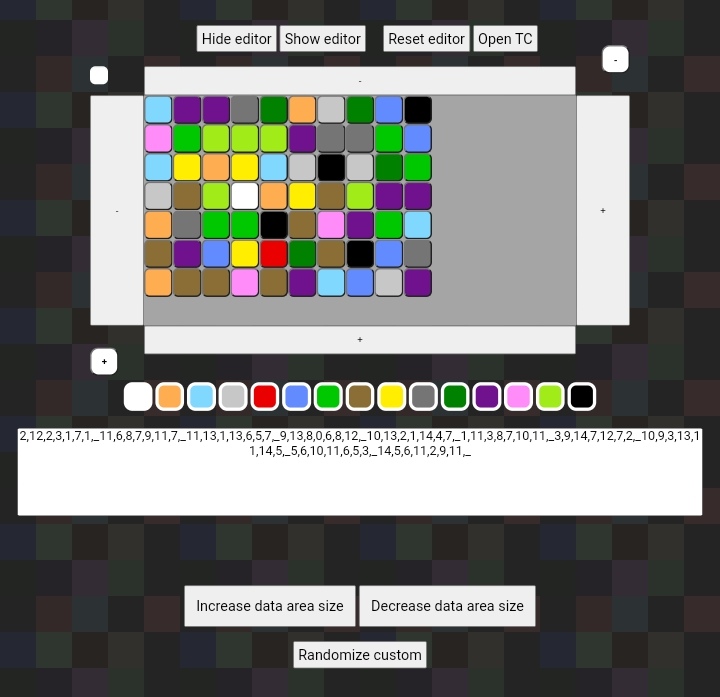 Hide editor Show editor Reset editor Open TC
-
-
-
+
+
+
2,12,2,2,3,1,7,1,_11,6,8,7,9,11,7,_11,13,1,13,6,5,7,_9,13,8,0,6,8,12,_10,13,2,1,14,4,7,_1,11,3,8,7,10,11,_3,9,14,7,12,7,2,_10,9,3,13,1
1,14,5,_5,6,10,11,6,5,3,_14,5,6,11,2,9,11,_
Increase data area size Decrease data area size
Randomize custom